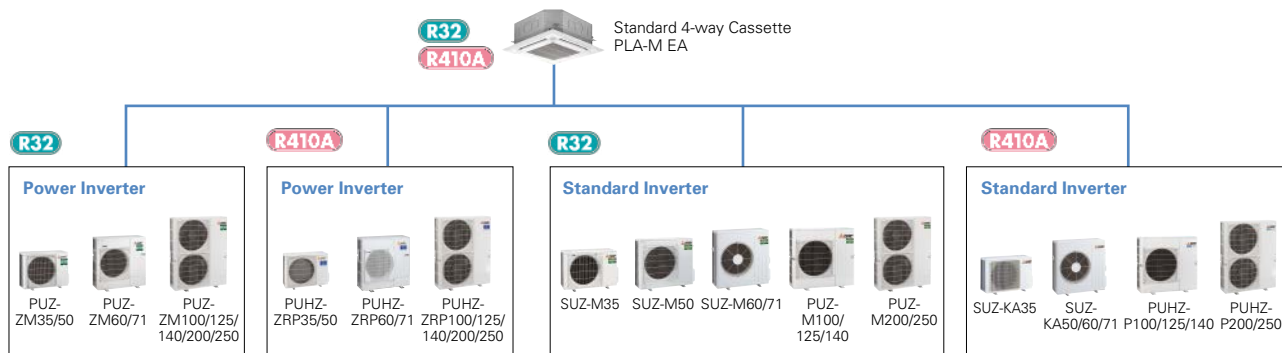 R32
R410A
Standard 4-way Cassette
PLA-M EA
R32
R410A
R32
R410A
Power Inverter
PUZ-
ZM35/50
PUZ-
ZM60/71
PUZ-
ZM100/125/
140/200/250
Power Inverter
PUHZ-
ZRP35/50
PUHZ-
ZRP60/71
PUHZ-
ZRP100/125/
140/200/250
Standard Inverter
SUZ-M35
SUZ-M50
SUZ-M60/71
PUZ-
M100/
125/140
PUZ-
M200/250
Standard Inverter
SUZ-KA35
SUZ-
KA50/60/71
PUHZ-
P100/125/140
PUHZ-
P200/250